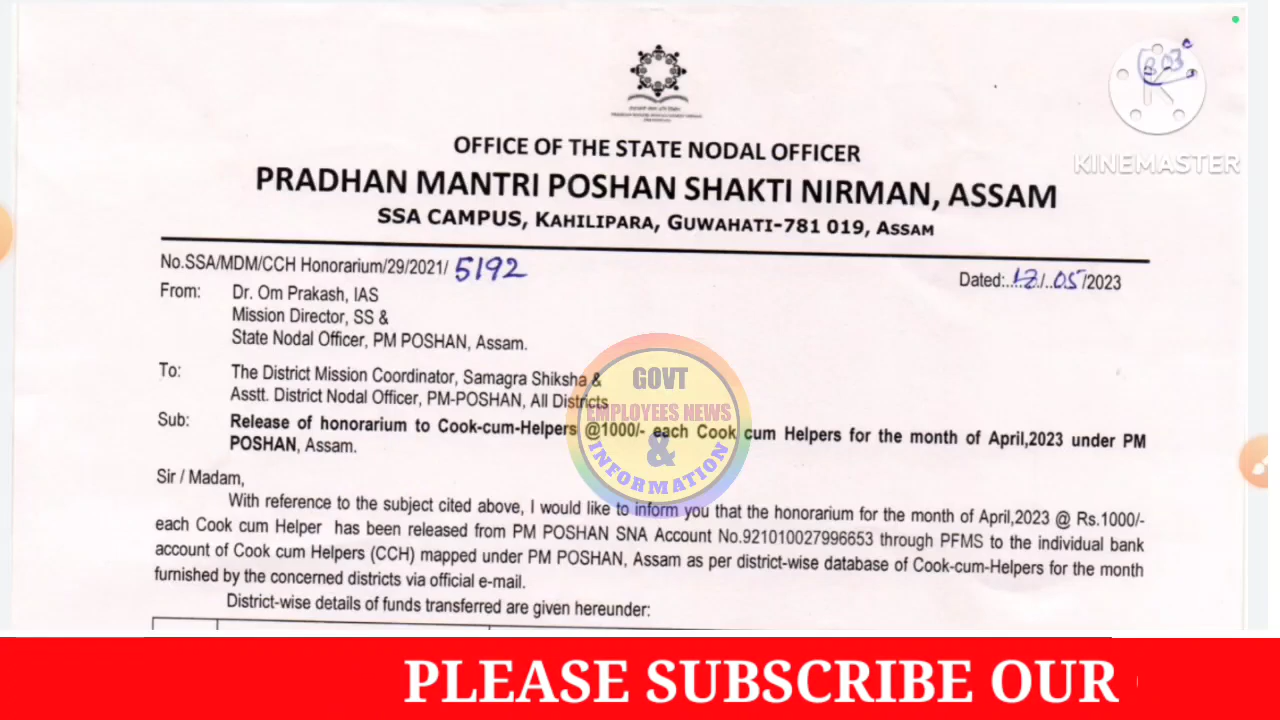 OFFICE OF THE STATE NODAL OFFICER
PRADHAN MANTRI POSHAN SHAKTI NIRMAN, ASSAM
SSA CAMPUS, KAHILIPARA, GUWAHATI-781 019, ASSAM
KINEMASTER
No.SSA/MDM/CCH Honorarium/29/2021/ 5192
Dated:..12./..05/2023
From: Dr. Om Prakash, IAS
Mission Director, SS &
State Nodal Officer, PM POSHAN, Assam.
To: The District Mission Coordinator, Samagra Shiksha &
Asstt. District Nodal Officer, PM-POSHAN, All Districts
Sub: Release of honorarium to Cook-cum-Helpers @1000/- each Cook cum Helpers for the month of April,2023 under PM
POSHAN, Assam.
GOVT
EMPLOYEES NEWS
&
INFORMATION
Sir / Madam,
With reference to the subject cited above, I would like to inform you that the honorarium for the month of April,2023 @ Rs.1000/-
each Cook cum Helper has been released from PM POSHAN SNA Account No.921010027996653 through PFMS to the individual bank
account of Cook cum Helpers (CCH) mapped under PM POSHAN, Assam as per district-wise database of Cook-cum-Helpers for the month
furnished by the concerned districts via official e-mail.
District-wise details of funds transferred are given hereunder:
PLEASE SUBSCRIBE OUR